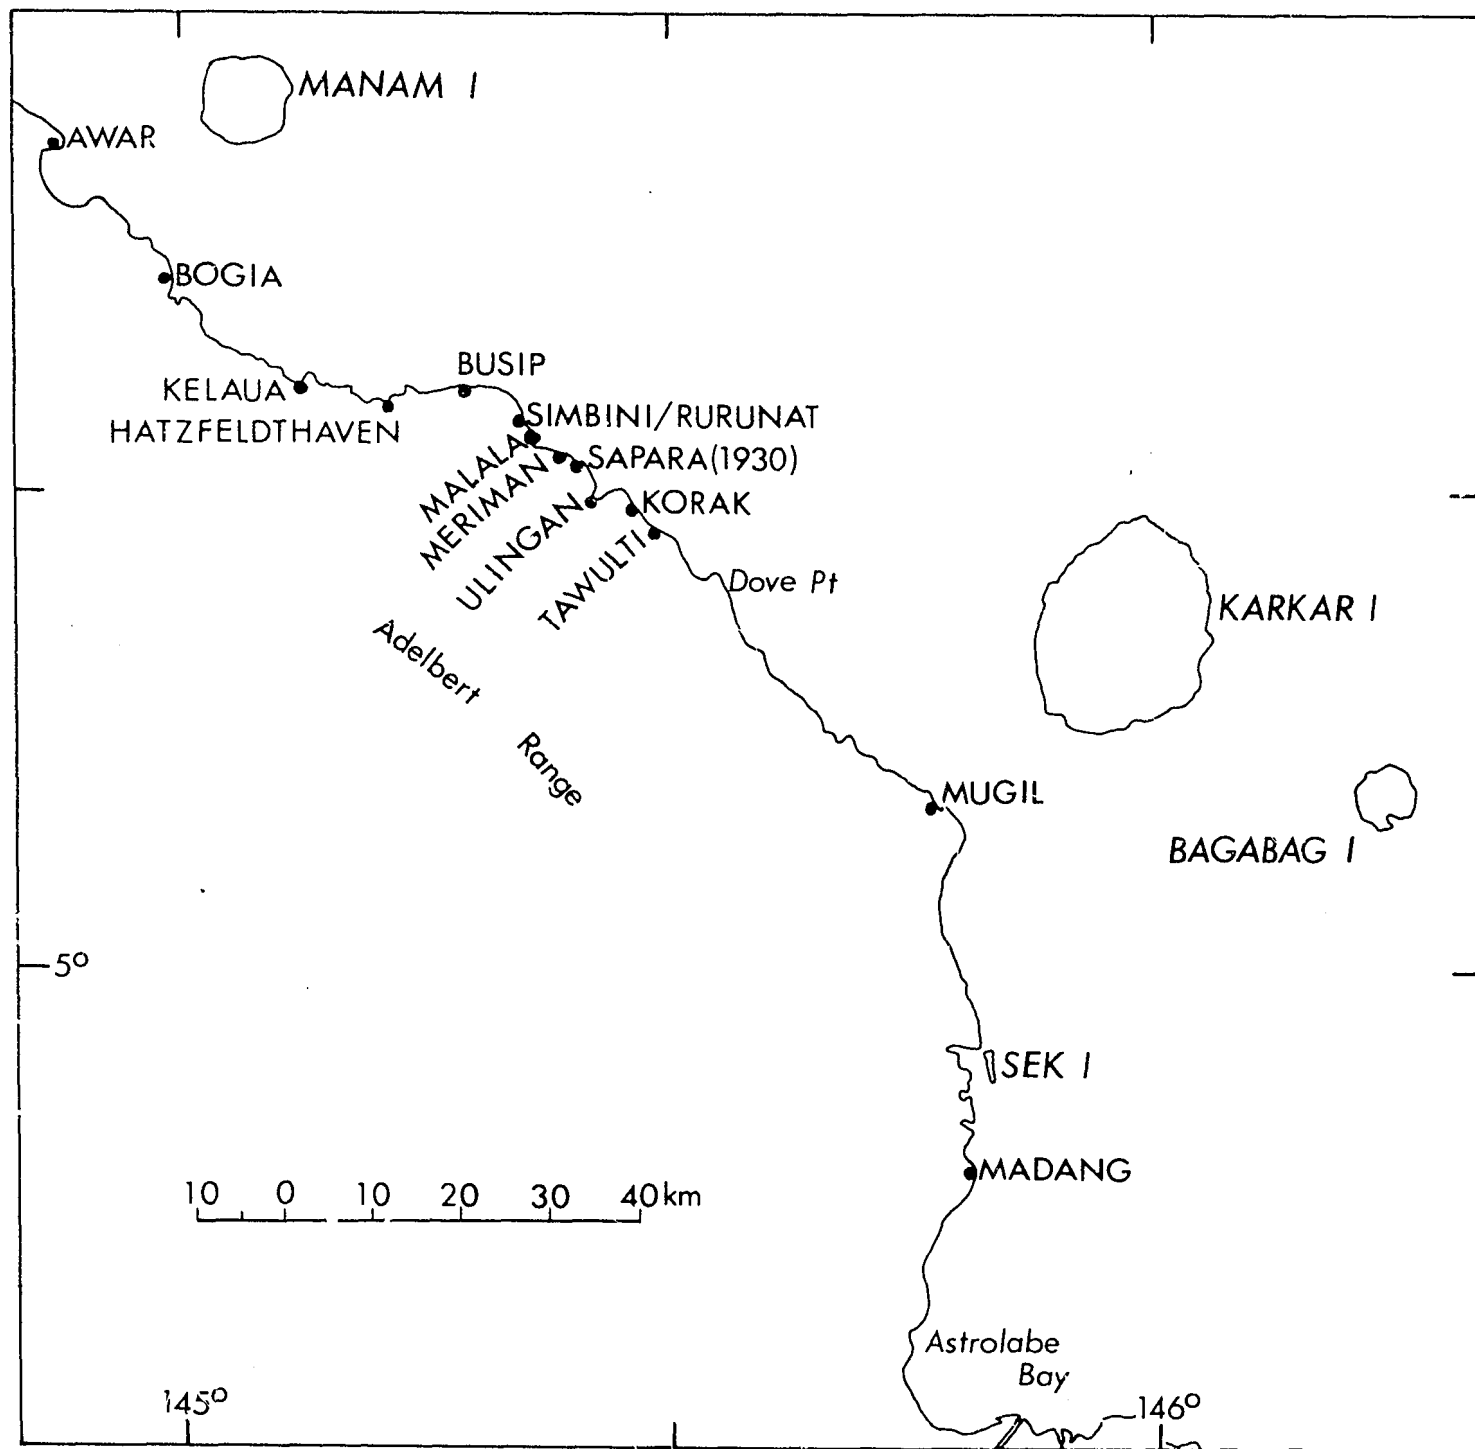 MANAM I
AWAR
BOGIA
BUSIP
KELAUA
HATZFELDTHAVEN
SIMBINI/RURUNAT
MALALA
MERIMAN
SAPARA(1930)
ULINGAN
KORAK
TAWULTI
Dove Pt
KARKAR I
Adelbert
Range
MUGIL
BAGABAG I
5°
SEK I
MADANG
10 0 10 20 30 40km
Astrolabe
Bay
145°
146°